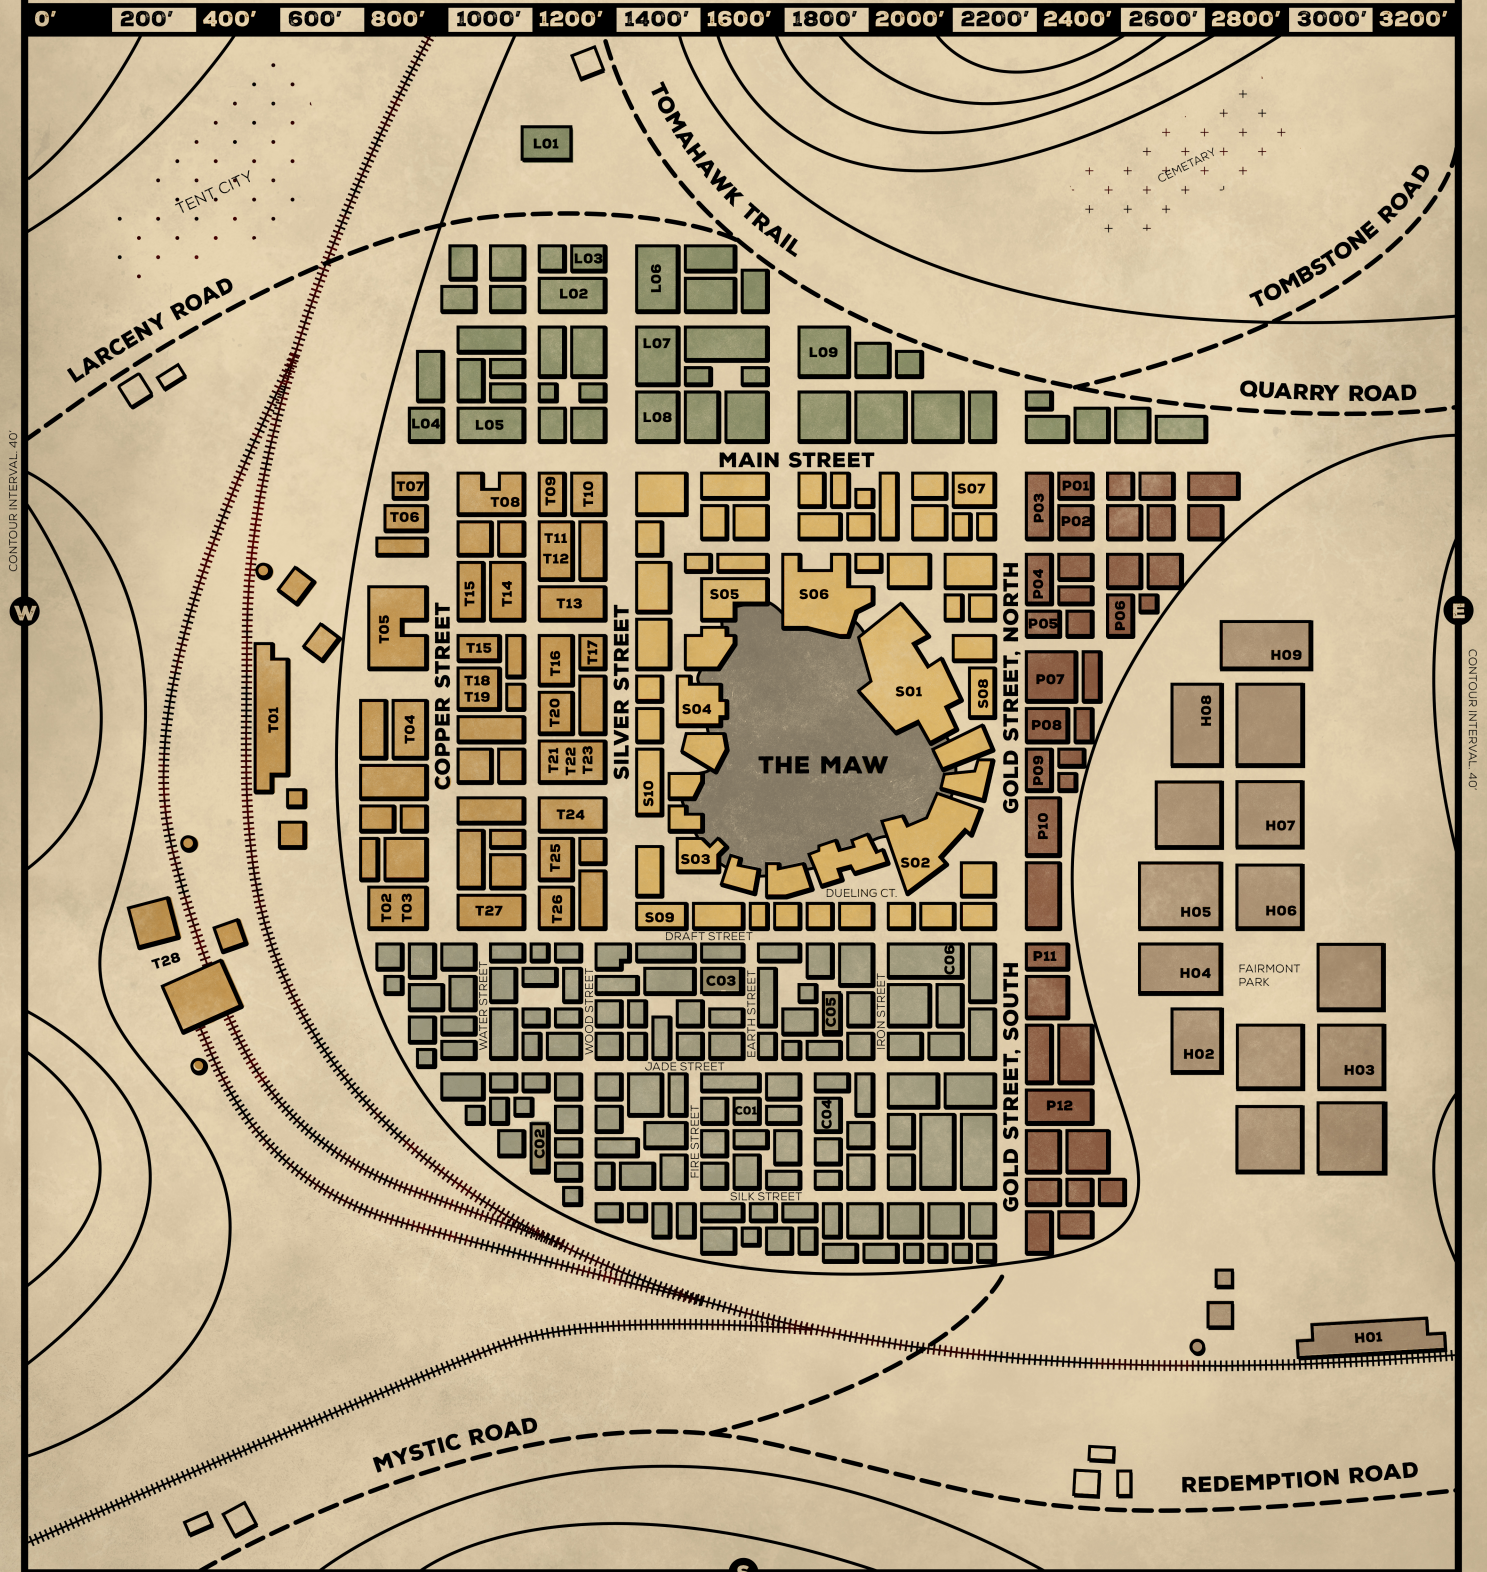 0' 200' 400' 600' 800' 1000' 1200' 1400' 1600' 1800' 2000' 2200' 2400' 2600' 2800' 3000' 3200'
TOMAHAWK TRAIL
L01
CEMETARY
TENT CITY
TOMBSTONE ROAD
LARCENY ROAD
L03
L06
L02
L07
L09
QUARRY ROAD
L04
L05
L08
MAIN STREET
CONTOUR INTERVAL. 40'
T07
T08
T09
T10
S07
P03
P01
T06
P02
T11
T12
T15
T14
T13
S05
S06
P04
P05
P06
GOLD STREET, NORTH
W
E
T05
COPPER STREET
SILVER STREET
T15
T16
T17
H09
T18
T19
S01
S08
P07
T01
T04
T20
S04
P08
H08
CONTOUR INTERVAL. 40'
T21
T22
T23
THE MAW
P09
S10
T24
P10
H07
T25
S03
S02
DUELING CT.
T02
T03
T27
T26
S09
H05
H06
DRAFT STREET
T28
C06
P11
C03
H04
FAIRMONT
PARK
WATER STREET
WOOD STREET
EARTH STREET
C05
IRON STREET
GOLD STREET, SOUTH
H02
H03
JADE STREET
C01
C04
P12
C02
FIRE STREET
SILK STREET
H01
MYSTIC ROAD
REDEMPTION ROAD
S